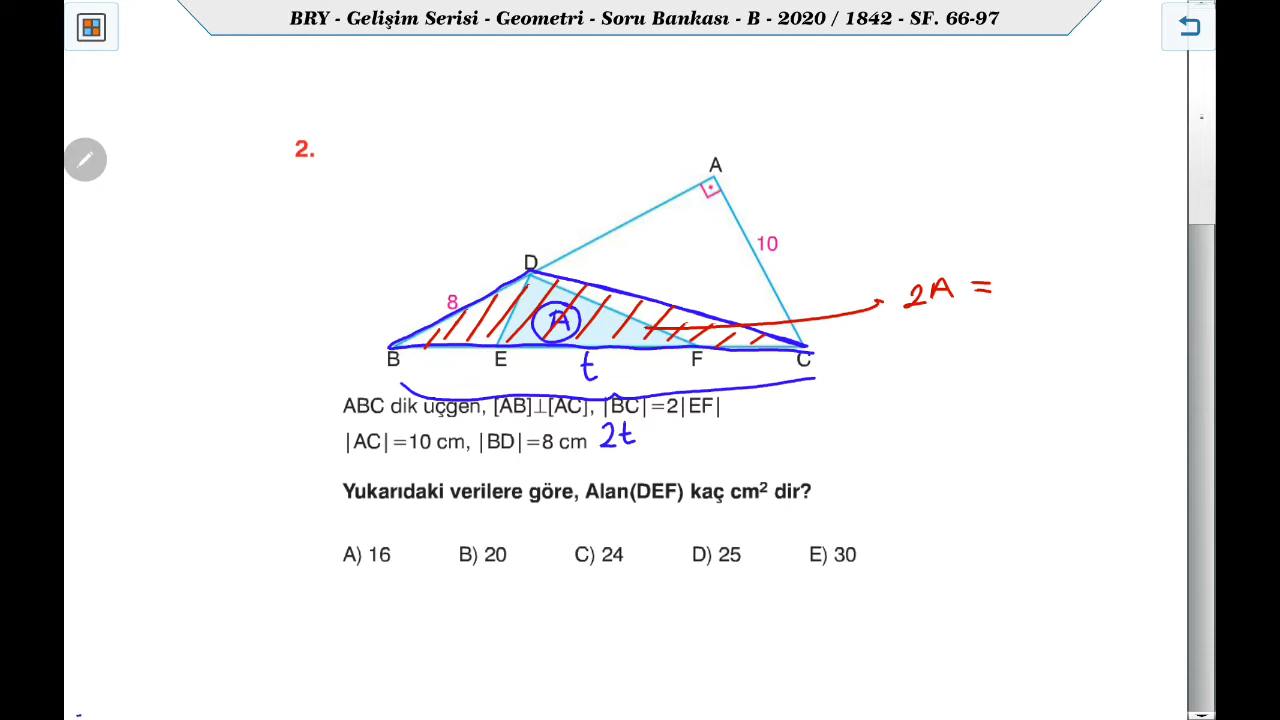 BRY - Gelişim Serisi - Geometri - Soru Bankası - B - 2020 / 1842 - SF. 66-97
2.
A
10
D
8
A
2A =
B
E
t
F
C
ABC dik üçgen, [AB]⊥[AC], |BC|=2|EF|
|AC|=10 cm, |BD|=8 cm 2t
Yukarıdaki verilere göre, Alan(DEF) kaç cm² dir?
A) 16 B) 20 C) 24 D) 25 E) 30